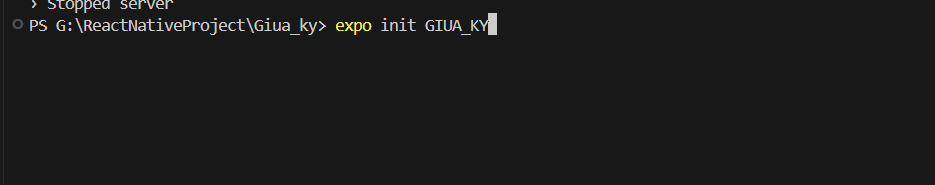 › Stopped server
PS G:\ReactNativeProject\Giua_ky> expo init GIUA_KY